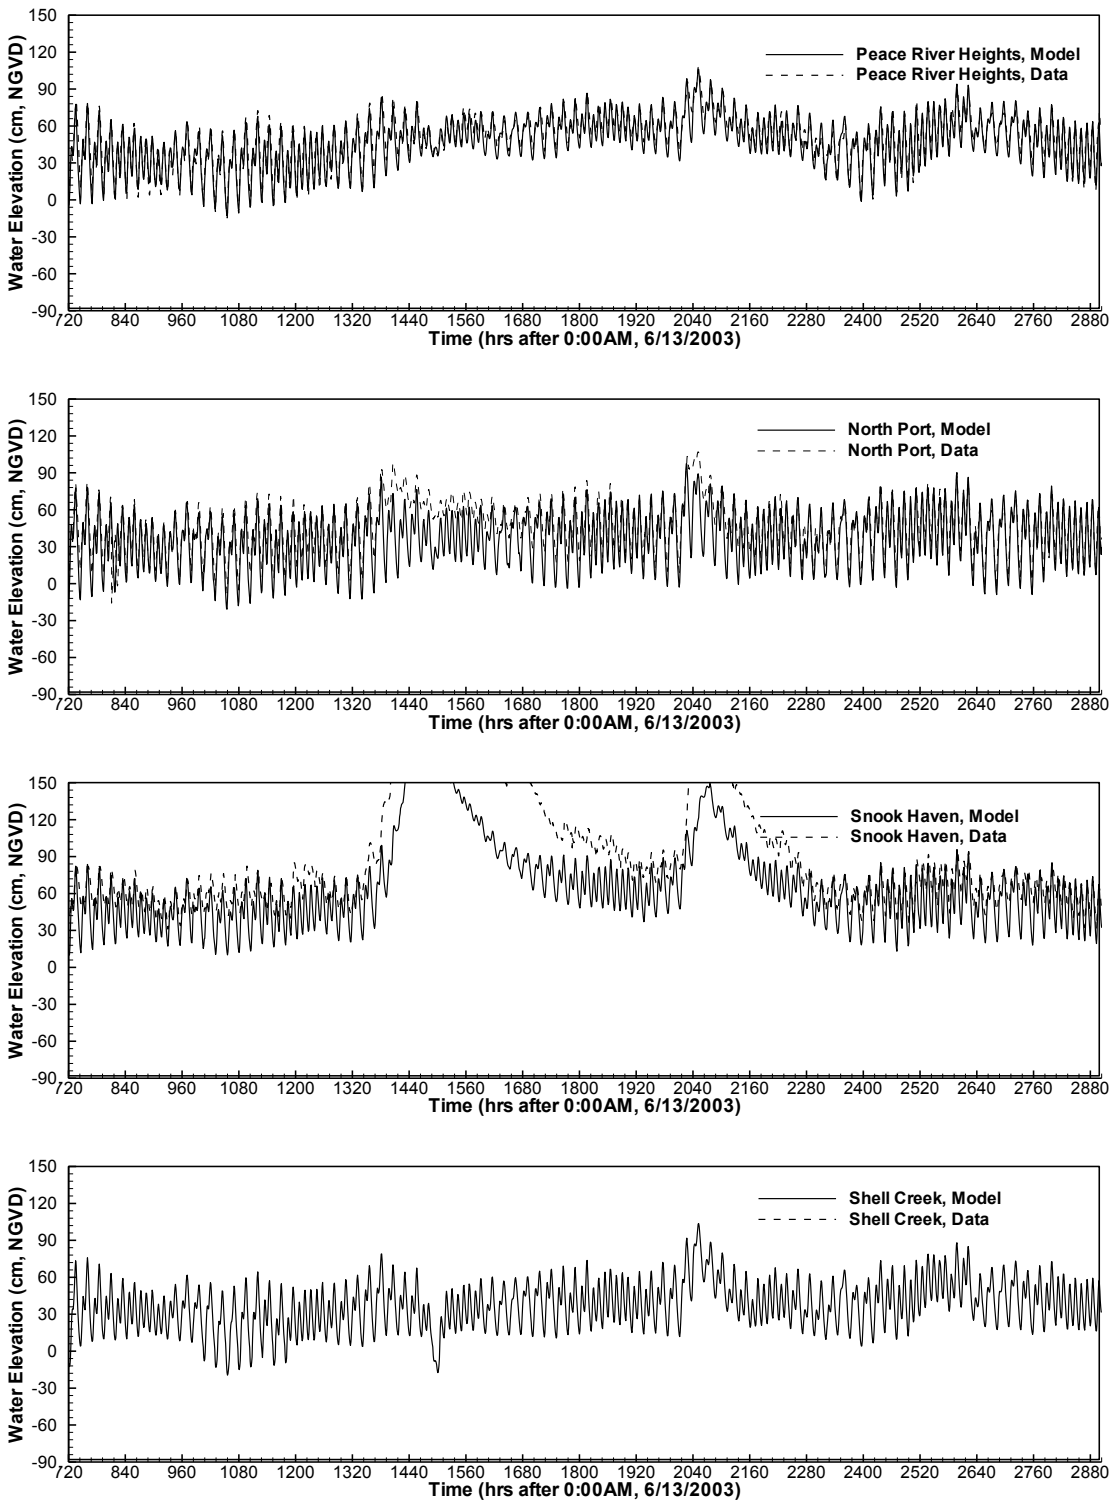 150
120
90
60
30
0
-30
-60
-90
Water Elevation (cm, NGVD)
Peace River Heights, Model
Peace River Heights, Data
720 840 960 1080 1200 1320 1440 1560 1680 1800 1920 2040 2160 2280 2400 2520 2640 2760 2880
Time (hrs after 0:00AM, 6/13/2003)
150
120
90
60
30
0
-30
-60
-90
Water Elevation (cm, NGVD)
North Port, Model
North Port, Data
720 840 960 1080 1200 1320 1440 1560 1680 1800 1920 2040 2160 2280 2400 2520 2640 2760 2880
Time (hrs after 0:00AM, 6/13/2003)
150
120
90
60
30
0
-30
-60
-90
Water Elevation (cm, NGVD)
Snook Haven, Model
Snook Haven, Data
720 840 960 1080 1200 1320 1440 1560 1680 1800 1920 2040 2160 2280 2400 2520 2640 2760 2880
Time (hrs after 0:00AM, 6/13/2003)
150
120
90
60
30
0
-30
-60
-90
Water Elevation (cm, NGVD)
Shell Creek, Model
Shell Creek, Data
720 840 960 1080 1200 1320 1440 1560 1680 1800 1920 2040 2160 2280 2400 2520 2640 2760 2880
Time (hrs after 0:00AM, 6/13/2003)